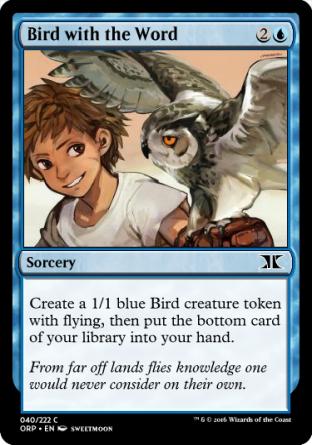 Bird with the Word 2
Sorcery
Create a 1/1 blue Bird creature token
with flying, then put the bottom card
of your library into your hand.
From far off lands flies knowledge one
would never consider on their own.
040/222 C
ORP • EN SWEETMOON
™ & © 2016 Wizards of the Coast